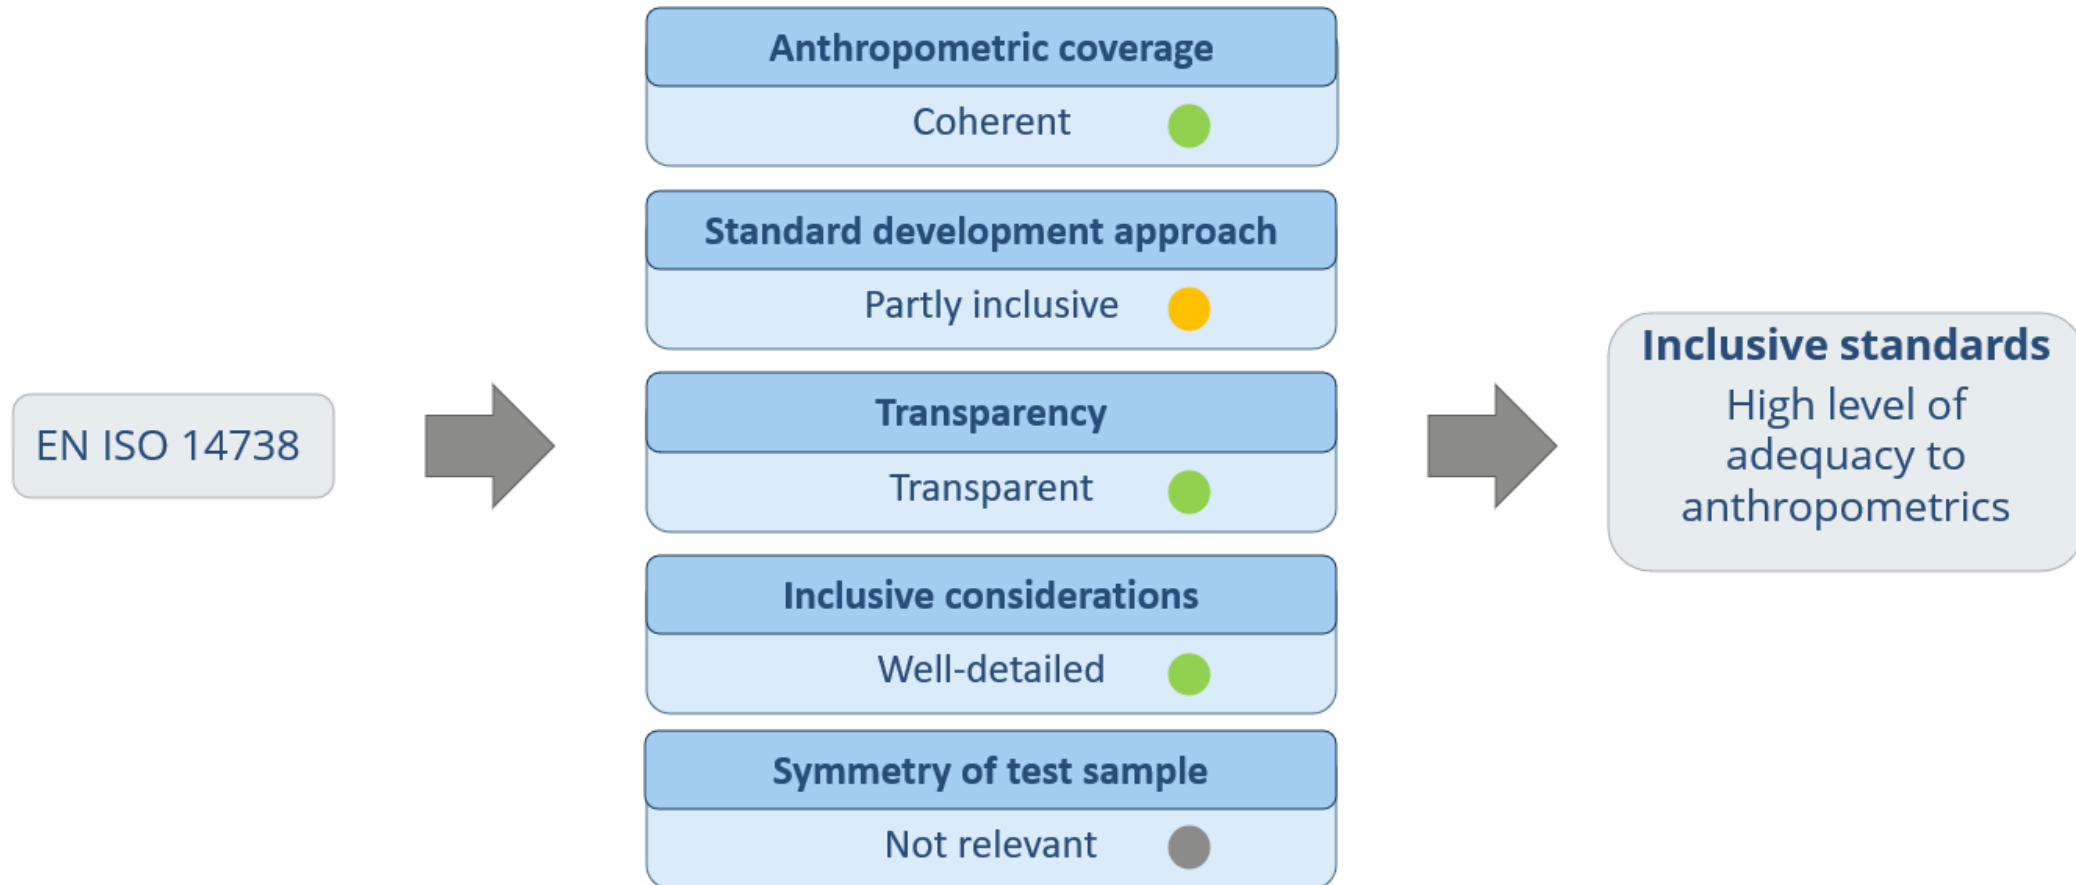 EN ISO 14738
Anthropometric coverage
Coherent
Standard development approach
Partly inclusive
Transparency
Transparent
Inclusive considerations
Well-detailed
Symmetry of test sample
Not relevant
Inclusive standards
High level of
adequacy to
anthropometrics